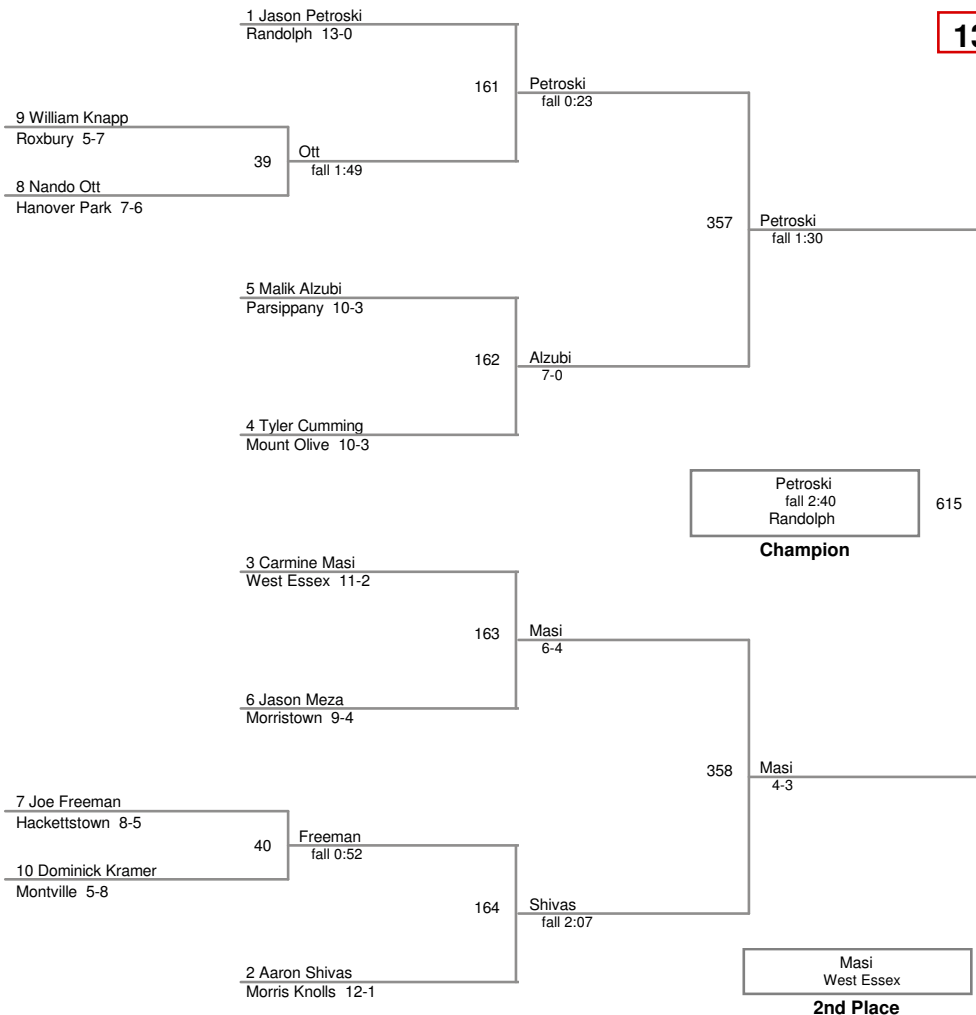 1 Jason Petroski
Randolph 13-0
13
161
Petroski
fall 0:23
9 William Knapp
Roxbury 5-7
39
Ott
fall 1:49
8 Nando Ott
Hanover Park 7-6
357
Petroski
fall 1:30
5 Malik Alzubi
Parsippany 10-3
162
Alzubi
7-0
4 Tyler Cumming
Mount Olive 10-3
Petroski
fall 2:40
Randolph
615
Champion
3 Carmine Masi
West Essex 11-2
163
Masi
6-4
6 Jason Meza
Morristown 9-4
358
Masi
4-3
7 Joe Freeman
Hackettstown 8-5
40
Freeman
fall 0:52
10 Dominick Kramer
Montville 5-8
164
Shivas
fall 2:07
2 Aaron Shivas
Morris Knolls 12-1
Masi
West Essex
2nd Place